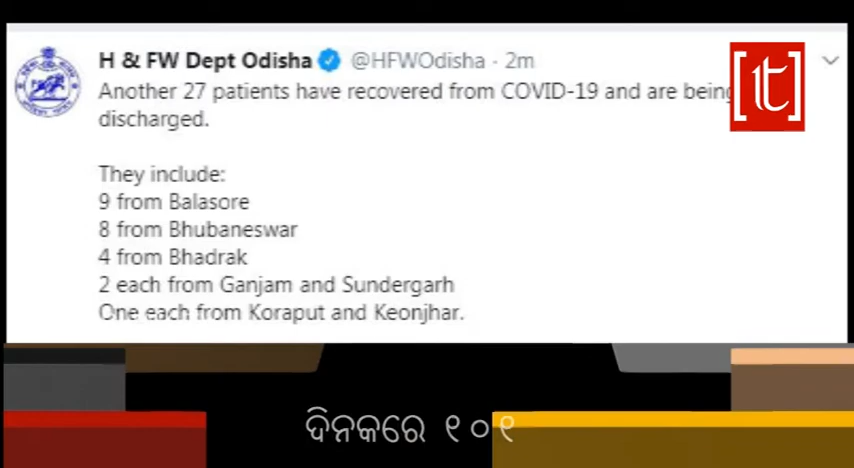 H & FW Dept Odisha @HFWOdisha · 2m
Another 27 patients have recovered from COVID-19 and are being
discharged.
They include:
9 from Balasore
8 from Bhubaneswar
4 from Bhadrak
2 each from Ganjam and Sundergarh
One each from Koraput and Keonjhar.
[it]
ଦିନକରେ ୧୦୧